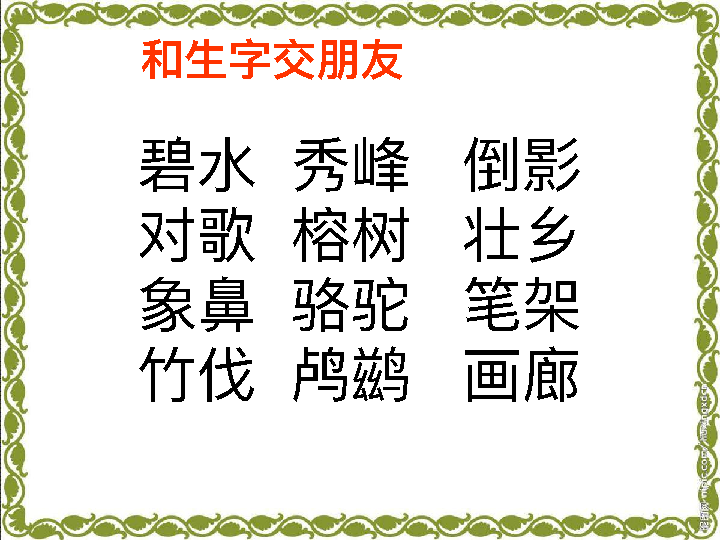 和生字交朋友
碧水 秀峰 倒影
对歌 榕树 壮乡
象鼻 骆驼 笔架
竹伐 鸬鹚 画廊